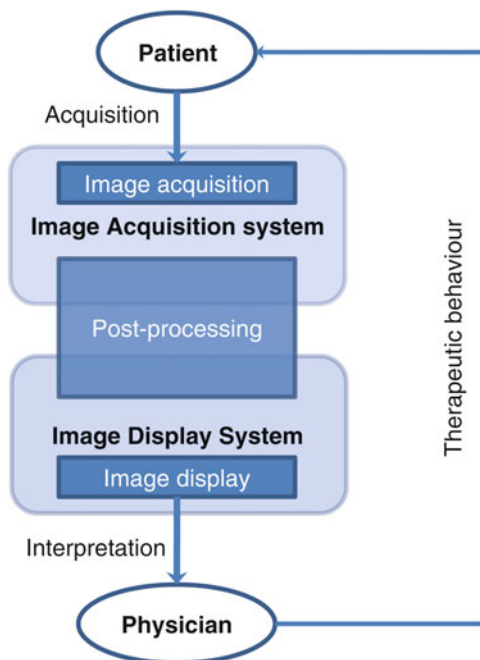 Patient
Acquisition
Image acquisition
Image Acquisition system
Post-processing
Therapeutic behaviour
Image Display System
Image display
Interpretation
Physician